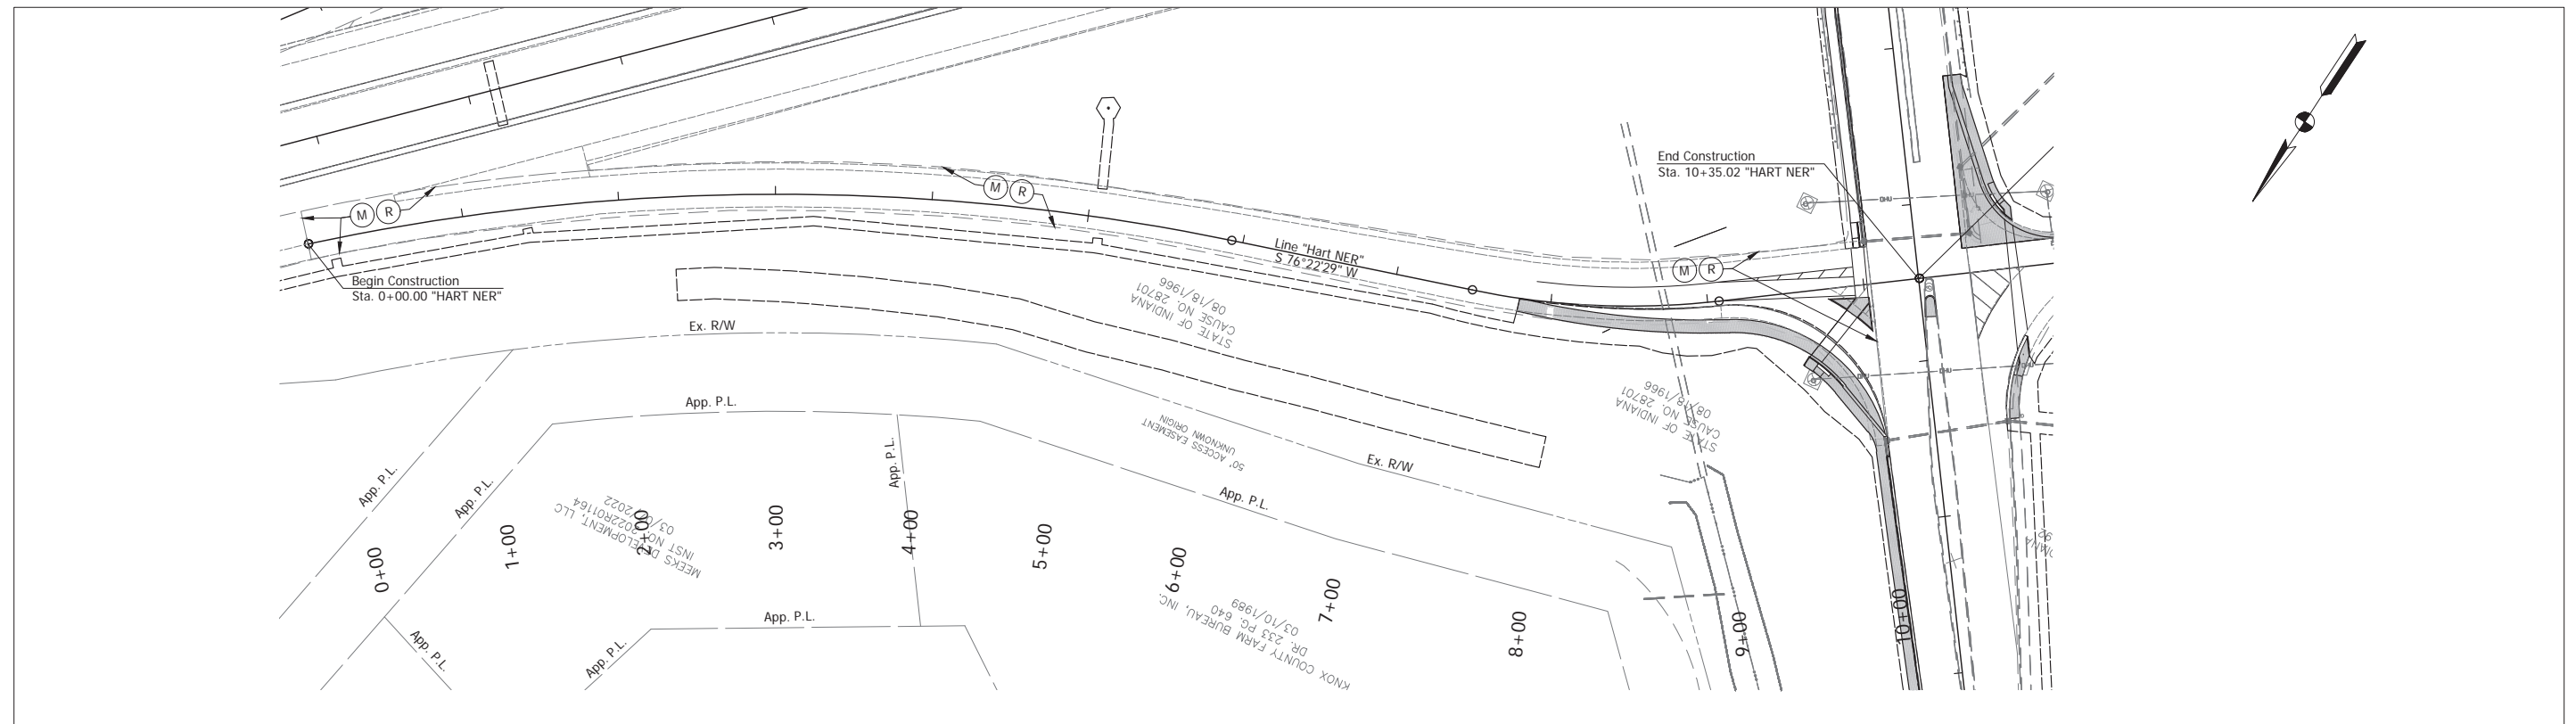 End Construction
Sta. 10+35.02 "HART NER"
M R
M R
M R
Line "Hart NER"
S 76°22'29" W
Begin Construction
Sta. 0+00.00 "HART NER"
STATE OF INDIANA
CAUSE NO. 28701
08/18/1966
Ex. R/W
STATE OF INDIANA
CAUSE NO. 28701
08/18/1966
OHU
OHU
OHU
App. P.L.
50' ACCESS EASEMENT
UNKNOWN ORIGIN
Ex. R/W
App. P.L.
App. P.L.
App. P.L.
App. P.L.
MEEKS DEVELOPMENT, LLC
INST NO. 2022R01164
0+00
1+00
2+00
3+00
4+00
5+00
6+00
7+00
8+00
9+00
10+00
KNOX COUNTY FARM BUREAU, INC.
DR. 233 PG. 640
03/10/1989
App. P.L.
App. P.L.
App. P.L.